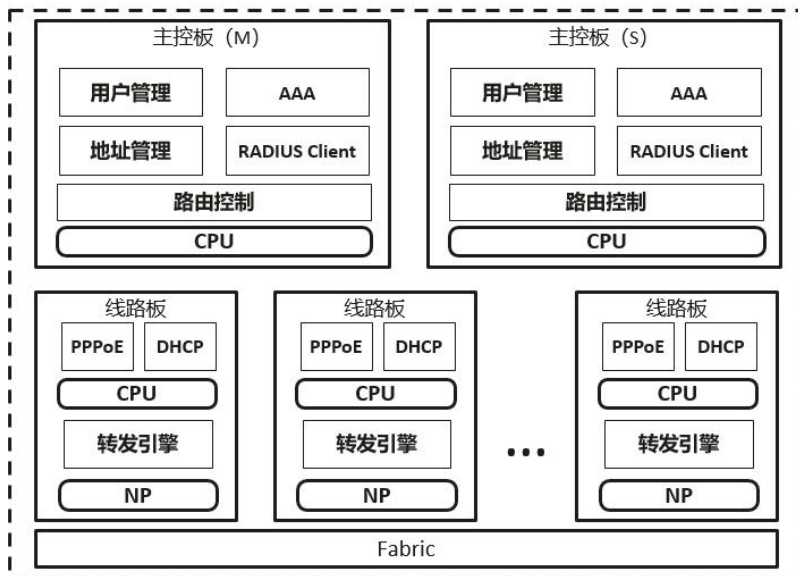 主控板（M）
用户管理
AAA
地址管理
RADIUS Client
路由控制
CPU
主控板（S）
用户管理
AAA
地址管理
RADIUS Client
路由控制
CPU
线路板
PPPoE
DHCP
CPU
转发引擎
NP
线路板
PPPoE
DHCP
CPU
转发引擎
NP
...
线路板
PPPoE
DHCP
CPU
转发引擎
NP
Fabric